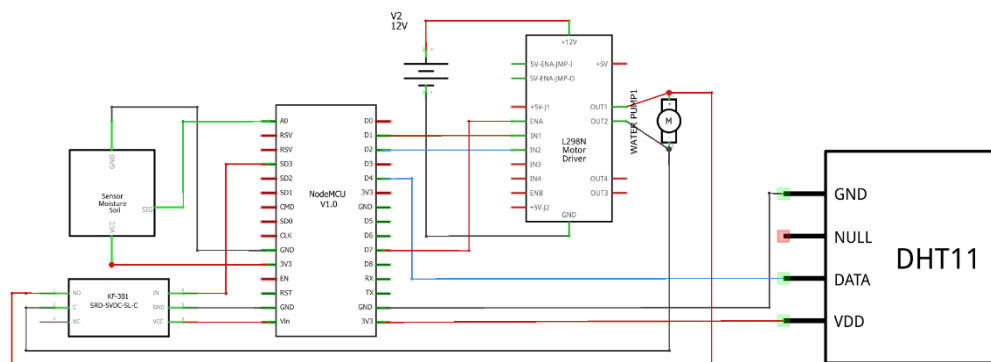 V2
12V
+12V
5V-ENA-JMP-I
5V-ENA-JMP-O
+5V-J1
ENA
IN1
IN2
IN3
IN4
ENB
+5V-J2
+5V
OUT1
OUT2
OUT4
OUT3
GND
L298N
Motor
Driver
WATER PUMP1
M
GND
Sensor
Moisture
Soil
SIG
VCC
A0
RSV
RSV
SD3
SD2
SD1
CMD
SD0
CLK
GND
3V3
EN
RST
GND
Vin
NodeMCU
V1.0
D0
D1
D2
D3
D4
3V3
GND
D5
D6
D7
D8
RX
TX
GND
3V3
NO
C
NC
KF-301
SRD-5VDC-SL-C
IN
GND
VCC
GND
NULL
DATA
VDD
DHT11